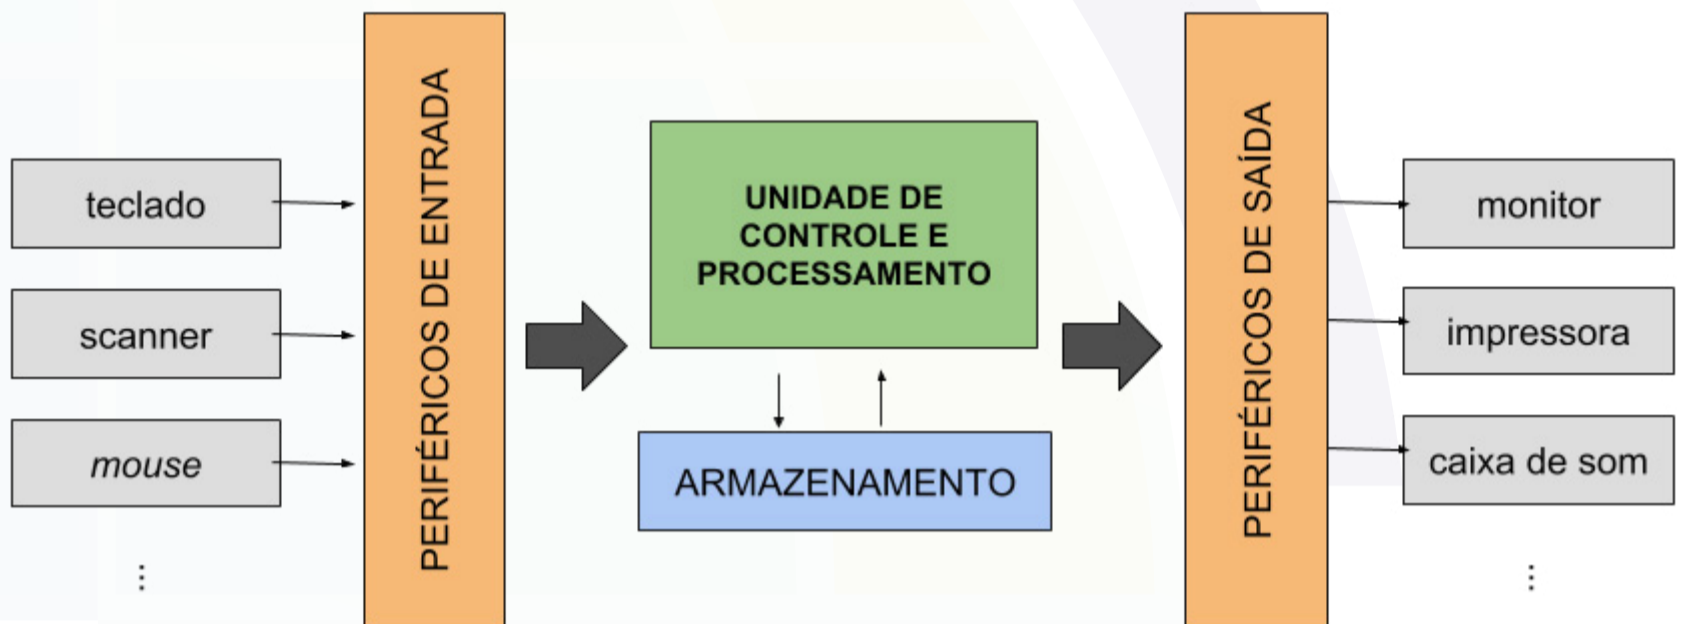 teclado
scanner
mouse
⋮
PERIFÉRICOS DE ENTRADA
UNIDADE DE
CONTROLE E
PROCESSAMENTO
ARMAZENAMENTO
PERIFÉRICOS DE SAÍDA
monitor
impressora
caixa de som
⋮